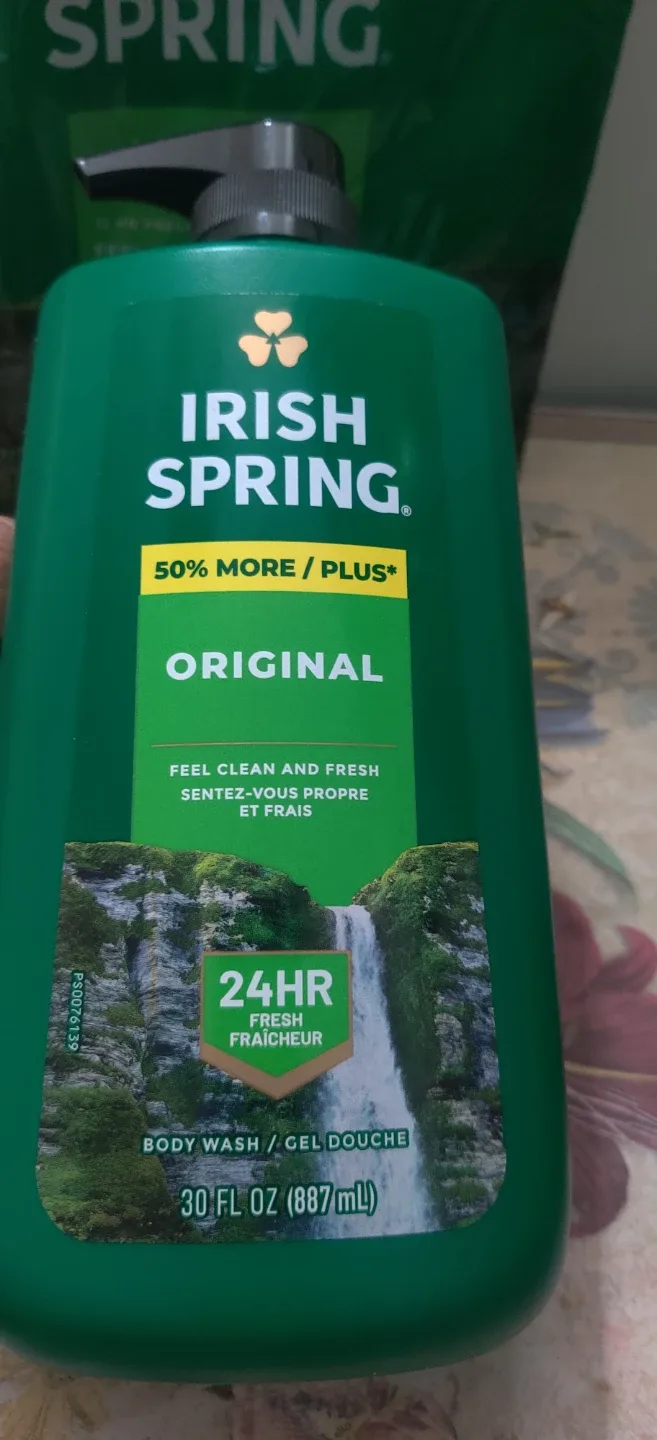 SPRING
IRISH
SPRING®
50% MORE / PLUS*
ORIGINAL
FEEL CLEAN AND FRESH
SENTEZ-VOUS PROPRE
ET FRAIS
24HR
FRESH
FRAÎCHEUR
PS0076139
BODY WASH / GEL DOUCHE
30 FL OZ (887 mL)